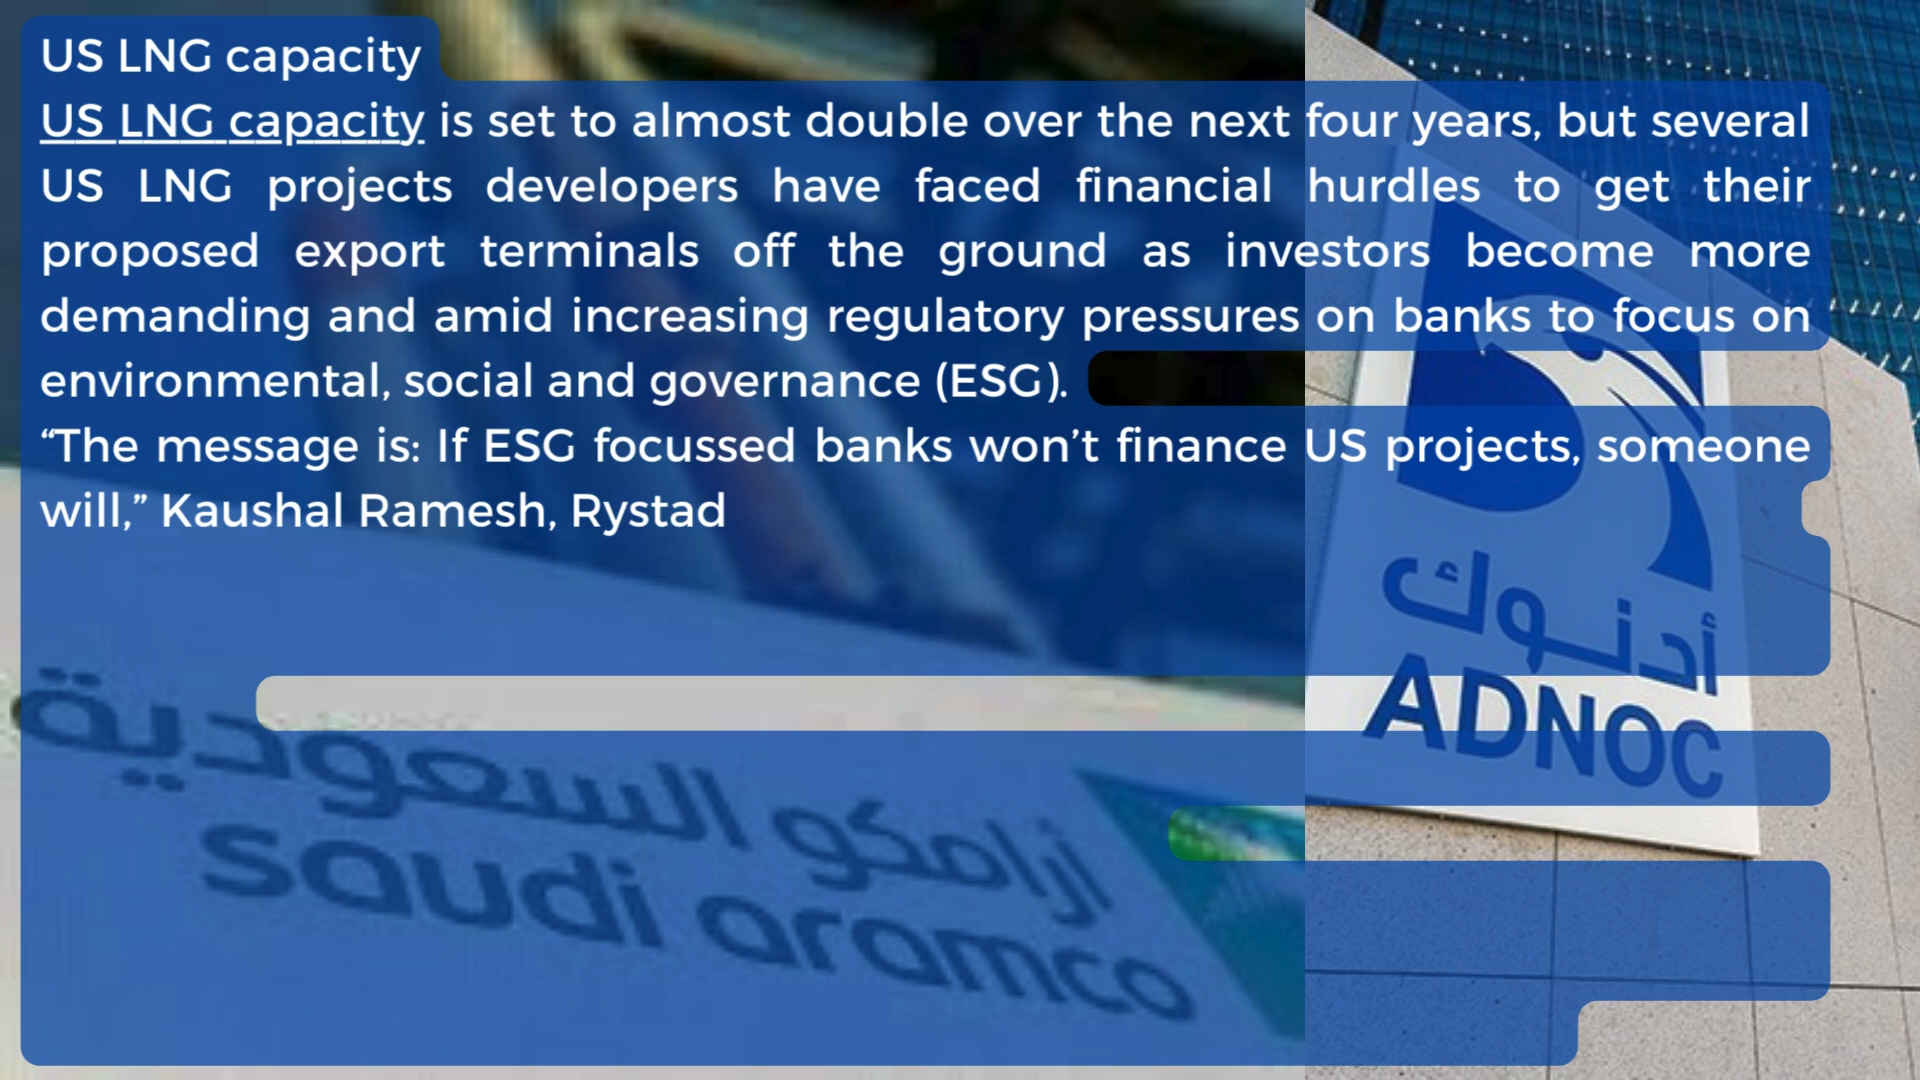 US LNG capacity
US LNG capacity is set to almost double over the next four years, but several
US LNG projects developers have faced financial hurdles to get their
proposed export terminals off the ground as investors become more
demanding and amid increasing regulatory pressures on banks to focus on
environmental, social and governance (ESG).
“The message is: If ESG focussed banks won’t finance US projects, someone
will,” Kaushal Ramesh, Rystad
أدنوك
ADNOC
أرامكو السعودية
saudi aramco